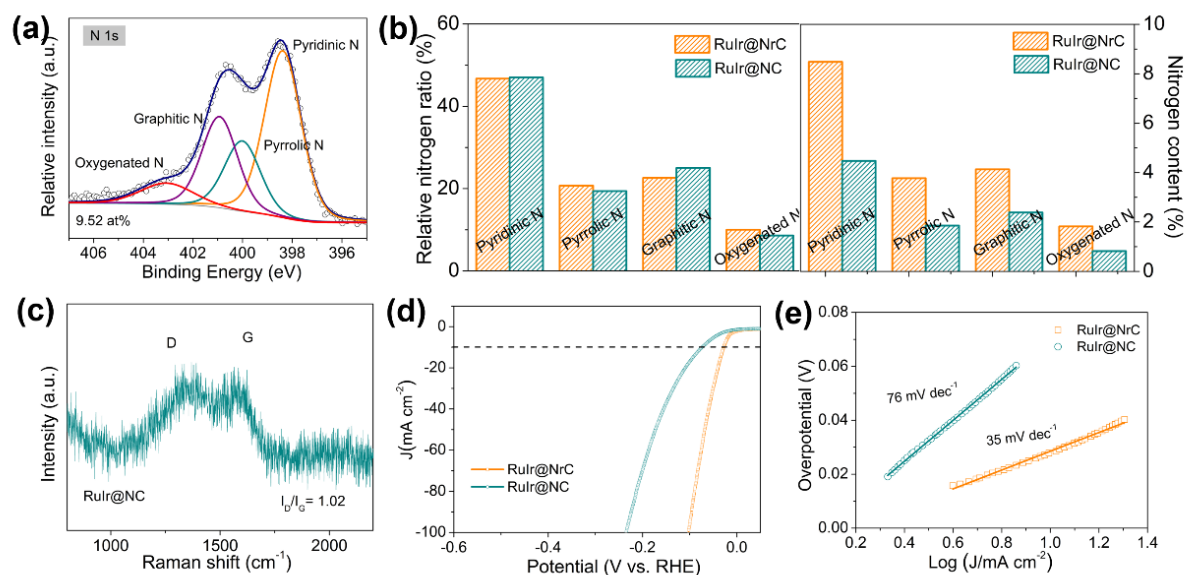 (a)
N 1s
Pyridinic N
Graphitic N
Pyrrolic N
Oxygenated N
9.52 at%
Relative intensity (a.u.)
406 404 402 400 398 396
Binding Energy (eV)
(b)
60
40
20
0
Relative nitrogen ratio (%)
RuIr@NrC
RuIr@NC
Pyridinic N
Pyrrolic N
Graphitic N
Oxygenated N
RuIr@NrC
RuIr@NC
Pyridinic N
Pyrrolic N
Graphitic N
Oxygenated N
10
8
6
4
2
0
Nitrogen content (%)
(c)
D G
Intensity (a.u.)
RuIr@NC
I_D/I_G= 1.02
1000 1500 2000
Raman shift (cm⁻¹)
(d)
0
-20
-40
-60
-80
-100
J(mA cm⁻²)
RuIr@NrC
RuIr@NC
-0.6 -0.4 -0.2 0.0
Potential (V vs. RHE)
(e)
0.08
0.06
0.04
0.02
0.00
Overpotential (V)
RuIr@NrC
RuIr@NC
76 mV dec⁻¹
35 mV dec⁻¹
0.2 0.4 0.6 0.8 1.0 1.2 1.4
Log (J/mA cm⁻²)